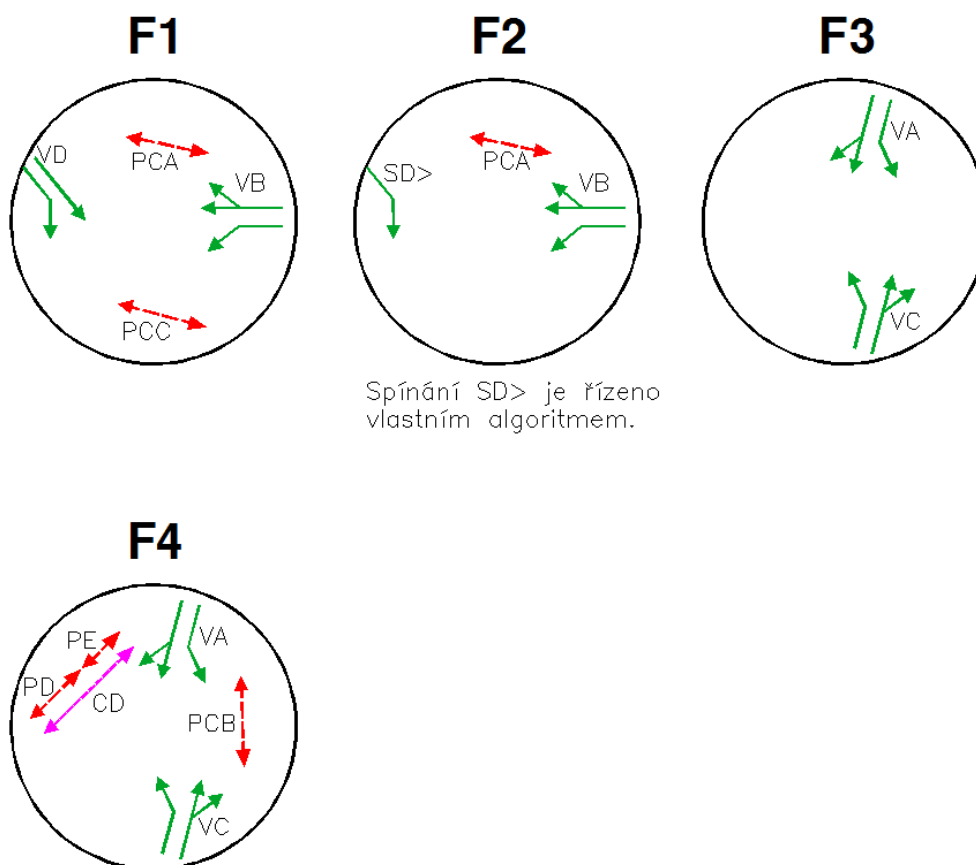 F1
F2
F3
VD
PCA
VB
PCC
SD>
PCA
VB
VA
VC
Spínání SD> je řízeno
vlastním algoritmem.
F4
PE
VA
PD
CD
PCB
VC